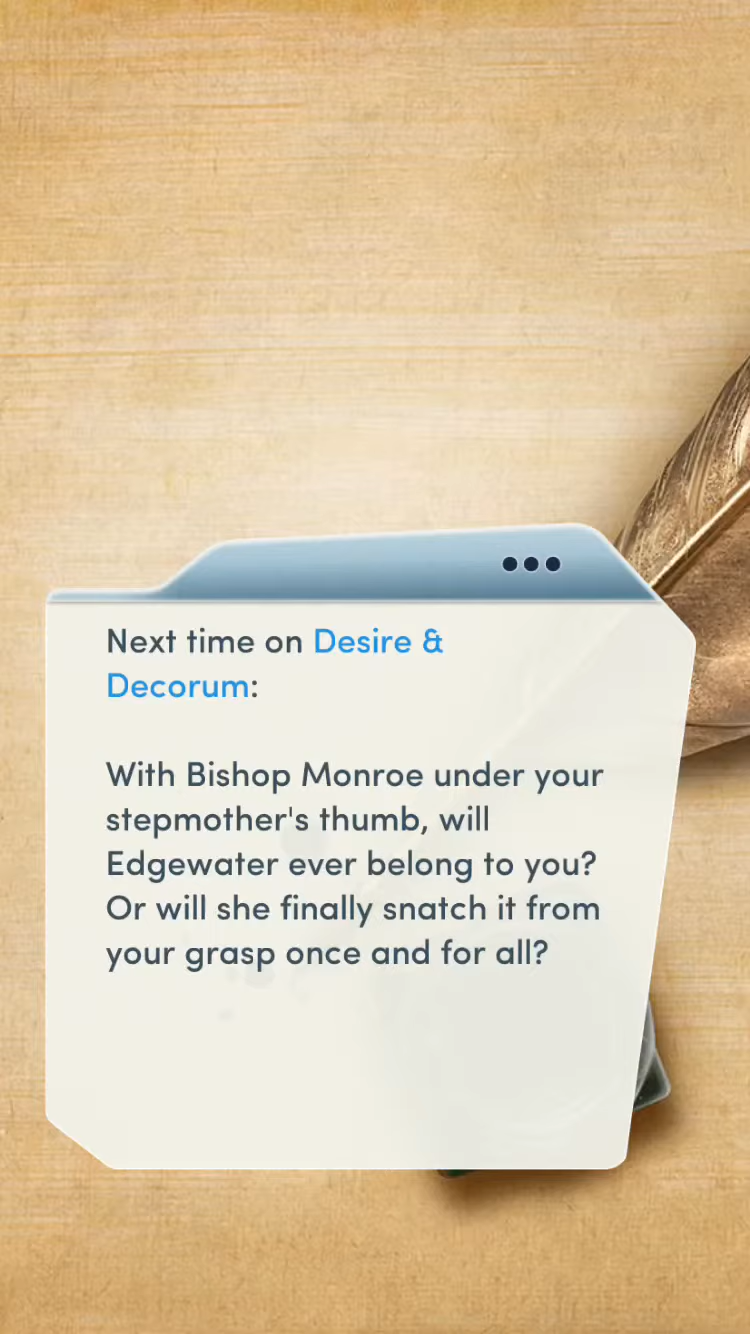 Next time on Desire &
Decorum:
With Bishop Monroe under your
stepmother's thumb, will
Edgewater ever belong to you?
Or will she finally snatch it from
your grasp once and for all?